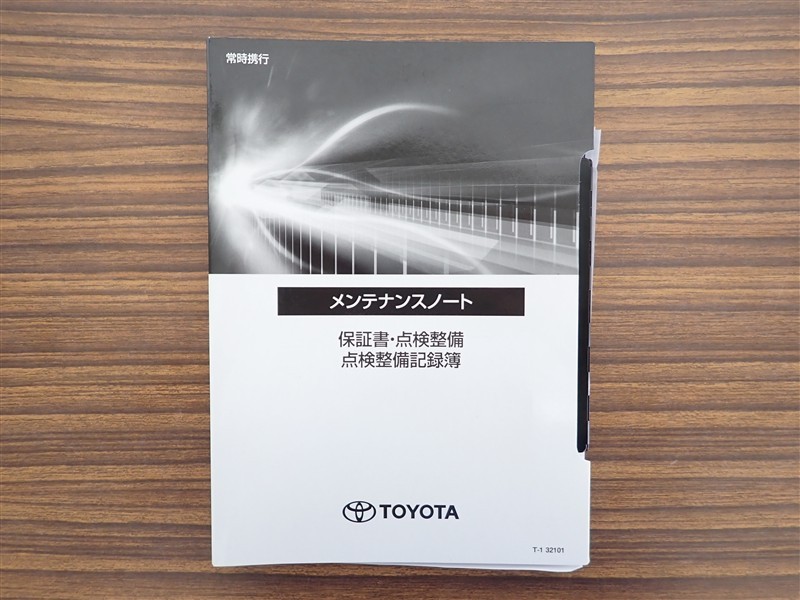 常時携行
メンテナンスノート
保証書・点検整備
点検整備記録簿
TOYOTA
T-1 32101